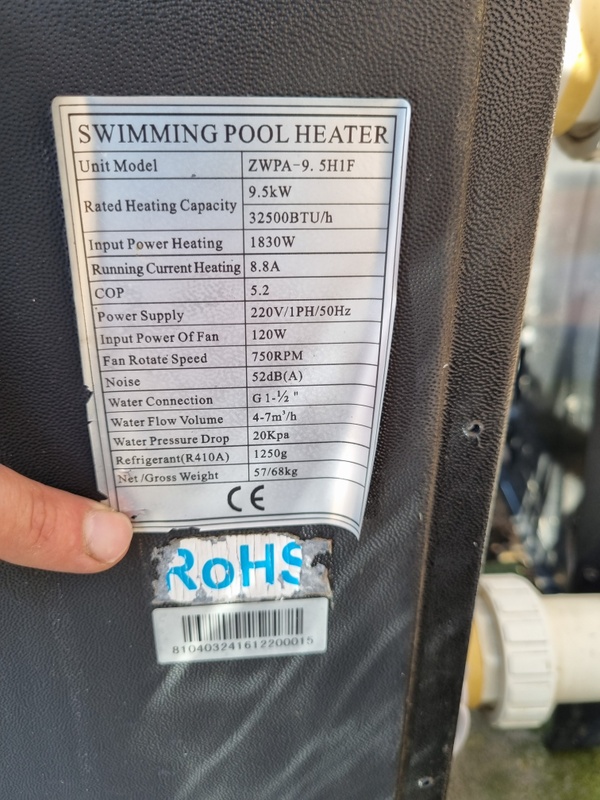 SWIMMING POOL HEATER
Unit Model ZWPA-9. 5H1F
Rated Heating Capacity 9.5kW
32500BTU/h
Input Power Heating 1830W
Running Current Heating 8.8A
COP 5.2
Power Supply 220V/1PH/50Hz
Input Power Of Fan 120W
Fan Rotate Speed 750RPM
Noise 52dB(A)
Water Connection G 1-½ "
Water Flow Volume 4-7m³/h
Water Pressure Drop 20Kpa
Refrigerant(R410A) 1250g
Net /Gross Weight 57/68kg
CE
RoHS
810403241612200015